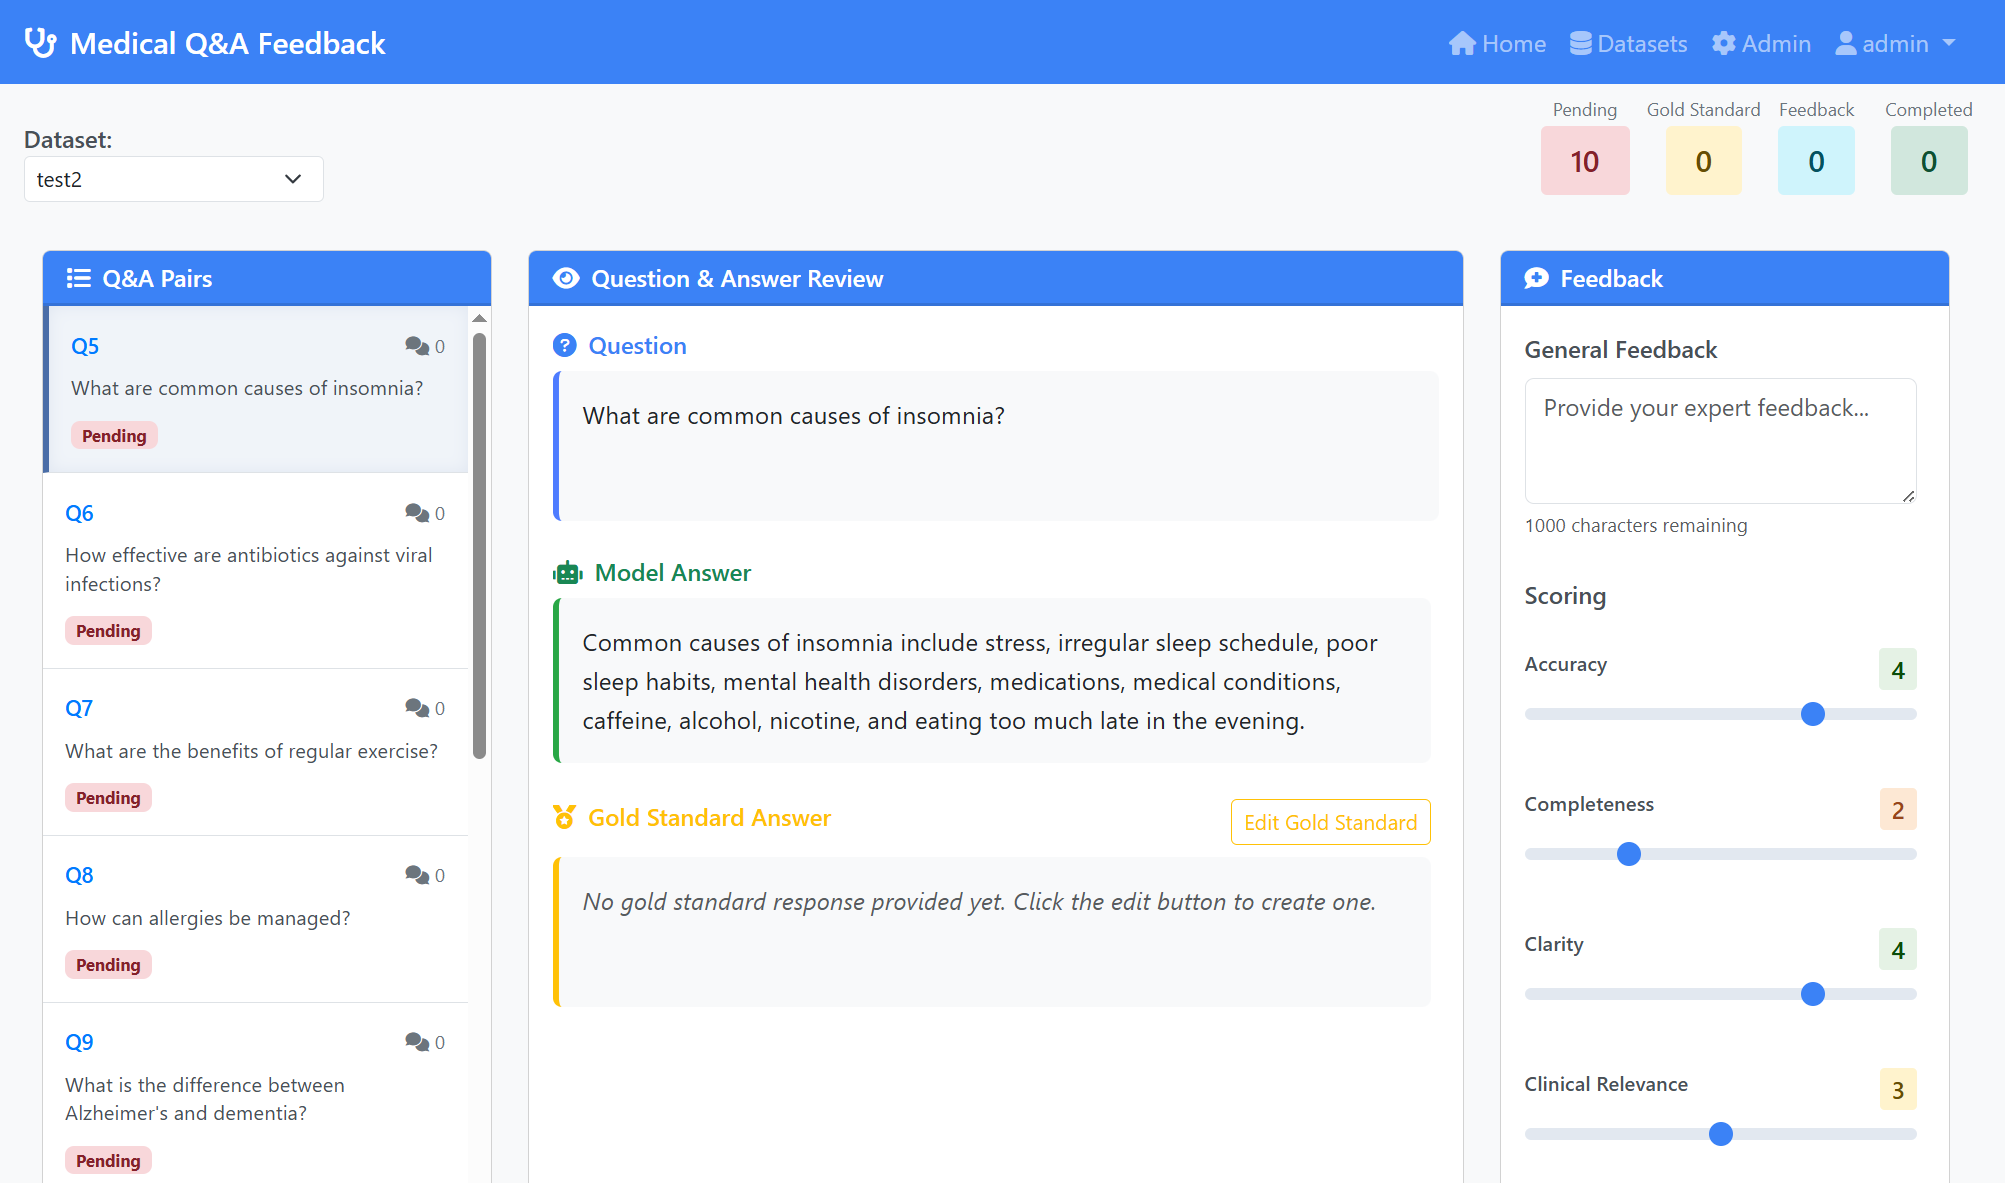 Medical Q&A Feedback
Home Datasets Admin admin
Dataset:
test2
Pending Gold Standard Feedback Completed
10 0 0 0
Q&A Pairs
Q5 0
What are common causes of insomnia?
Pending
Q6 0
How effective are antibiotics against viral
infections?
Pending
Q7 0
What are the benefits of regular exercise?
Pending
Q8 0
How can allergies be managed?
Pending
Q9 0
What is the difference between
Alzheimer's and dementia?
Pending
Question & Answer Review
Question
What are common causes of insomnia?
Model Answer
Common causes of insomnia include stress, irregular sleep schedule, poor
sleep habits, mental health disorders, medications, medical conditions,
caffeine, alcohol, nicotine, and eating too much late in the evening.
Gold Standard Answer
Edit Gold Standard
No gold standard response provided yet. Click the edit button to create one.
Feedback
General Feedback
Provide your expert feedback...
1000 characters remaining
Scoring
Accuracy 4
Completeness 2
Clarity 4
Clinical Relevance 3